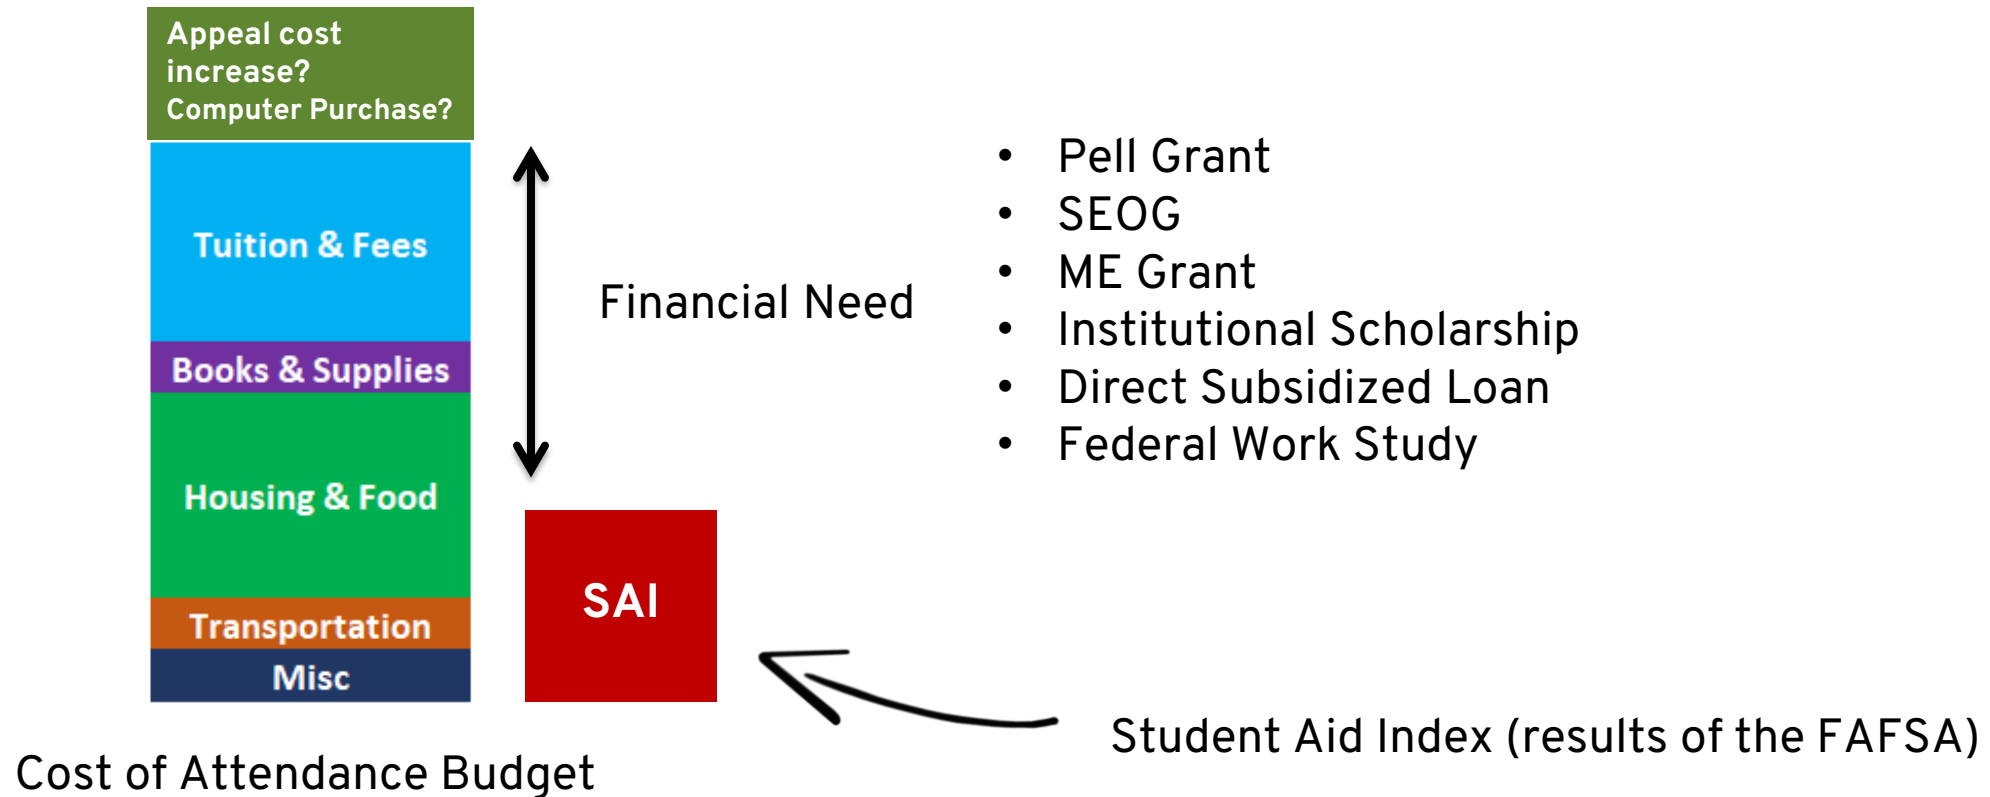 Appeal cost
increase?
Computer Purchase?
Tuition & Fees
Books & Supplies
Housing & Food
Transportation
Misc
Cost of Attendance Budget
Financial Need
SAI
• Pell Grant
• SEOG
• ME Grant
• Institutional Scholarship
• Direct Subsidized Loan
• Federal Work Study
Student Aid Index (results of the FAFSA)